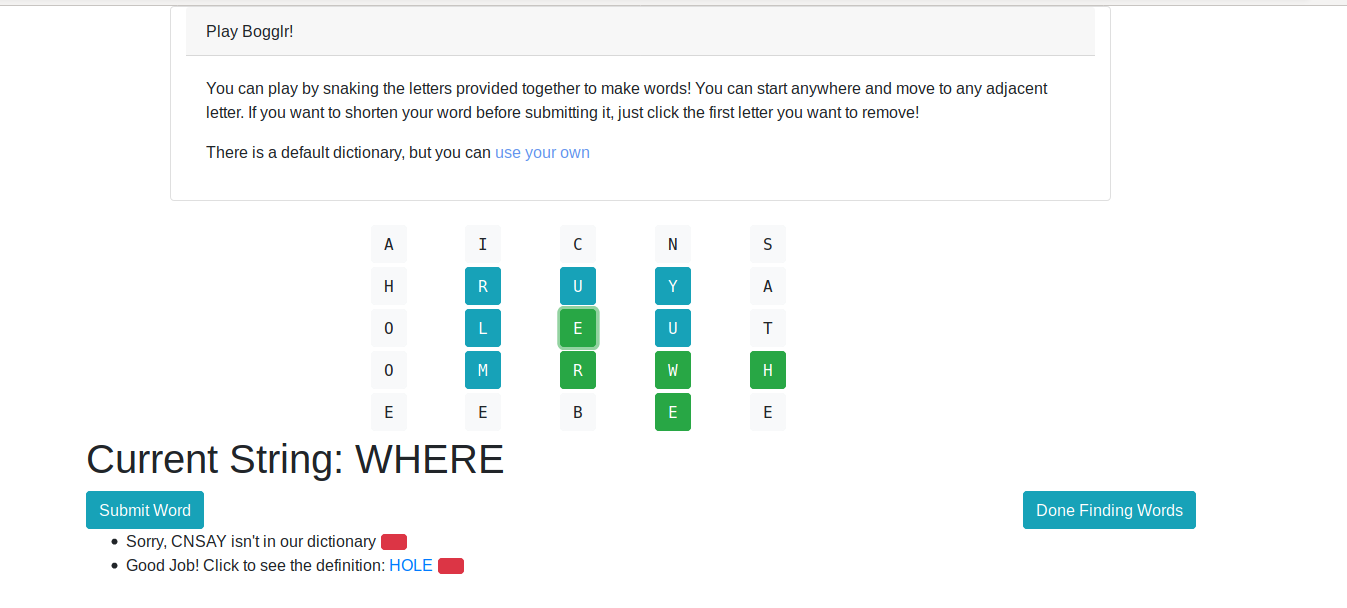 Play Bogglr!
You can play by snaking the letters provided together to make words! You can start anywhere and move to any adjacent
letter. If you want to shorten your word before submitting it, just click the first letter you want to remove!
There is a default dictionary, but you can use your own
A I C N S
H R U Y A
O L E U T
O M R W H
E E B E E
Current String: WHERE
Submit Word Done Finding Words
• Sorry, CNSAY isn't in our dictionary
• Good Job! Click to see the definition: HOLE